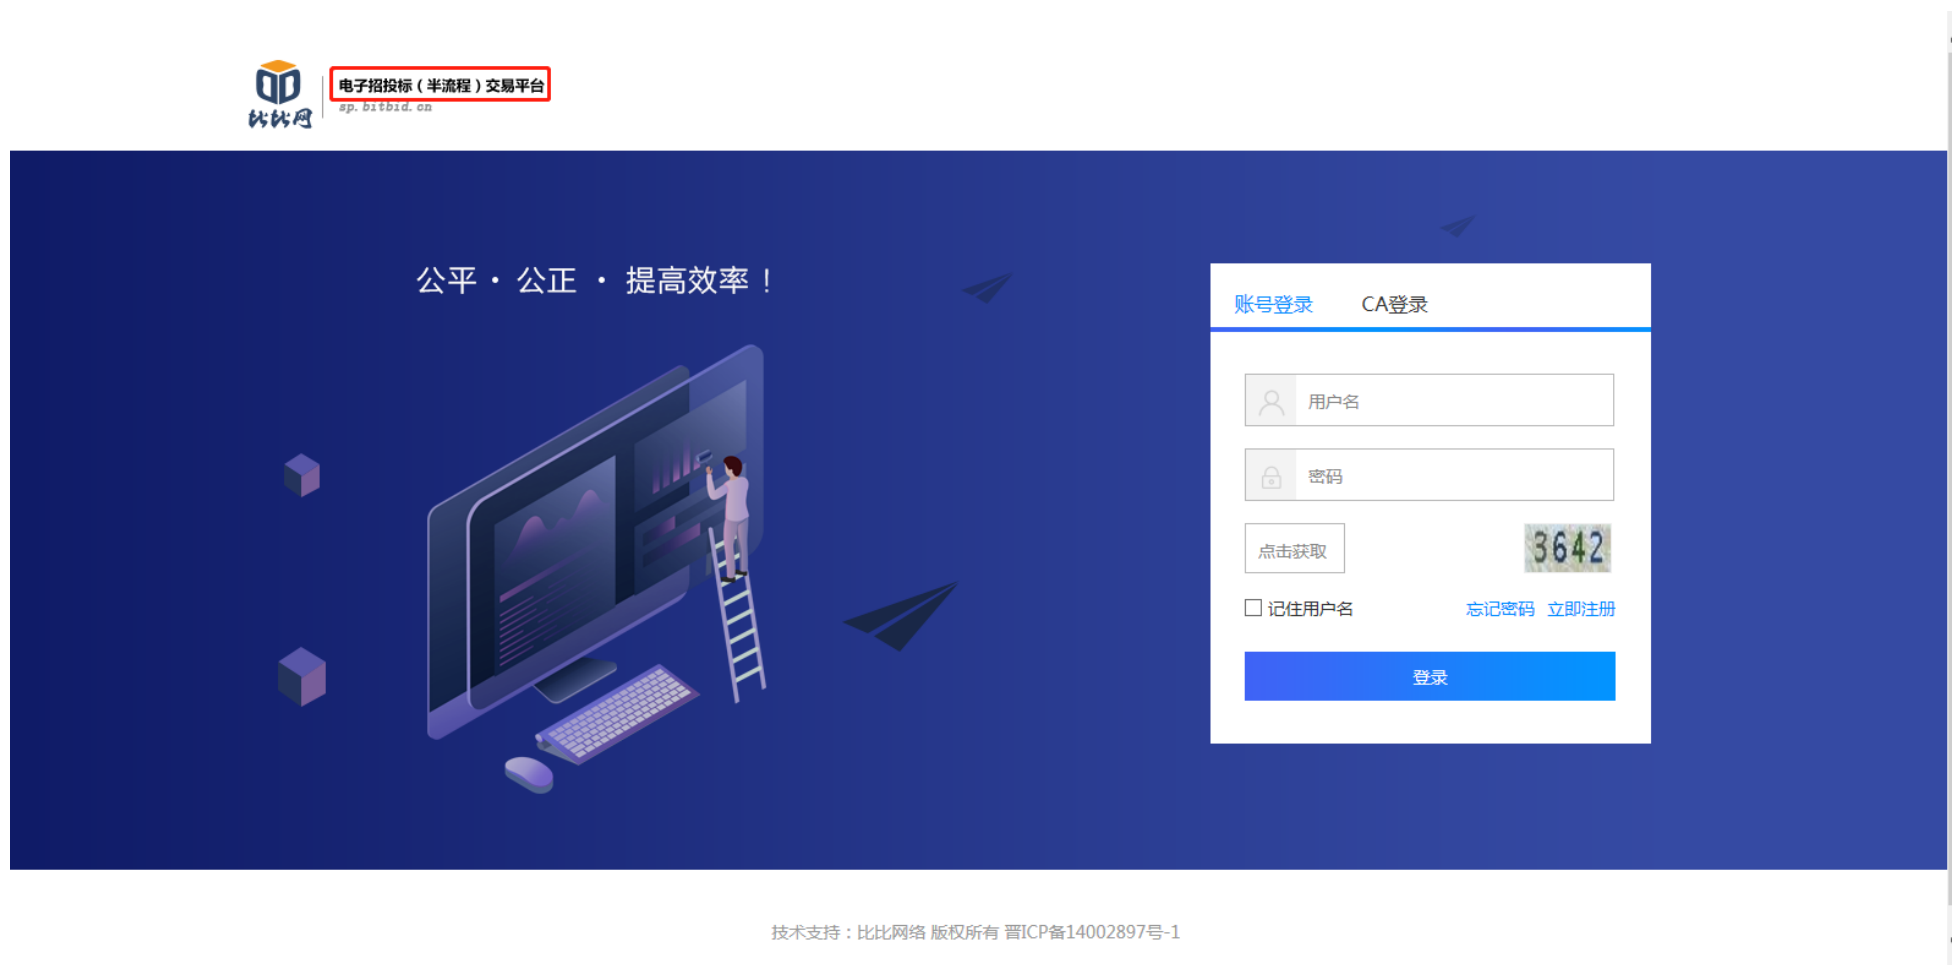 比比网
电子招投标（半流程）交易平台
sp.bitbid.cn
公平 · 公正 · 提高效率！
账号登录 CA登录
用户名
密码
点击获取 3642
记住用户名 忘记密码 立即注册
登录
技术支持：比比网络 版权所有 晋ICP备14002897号-1